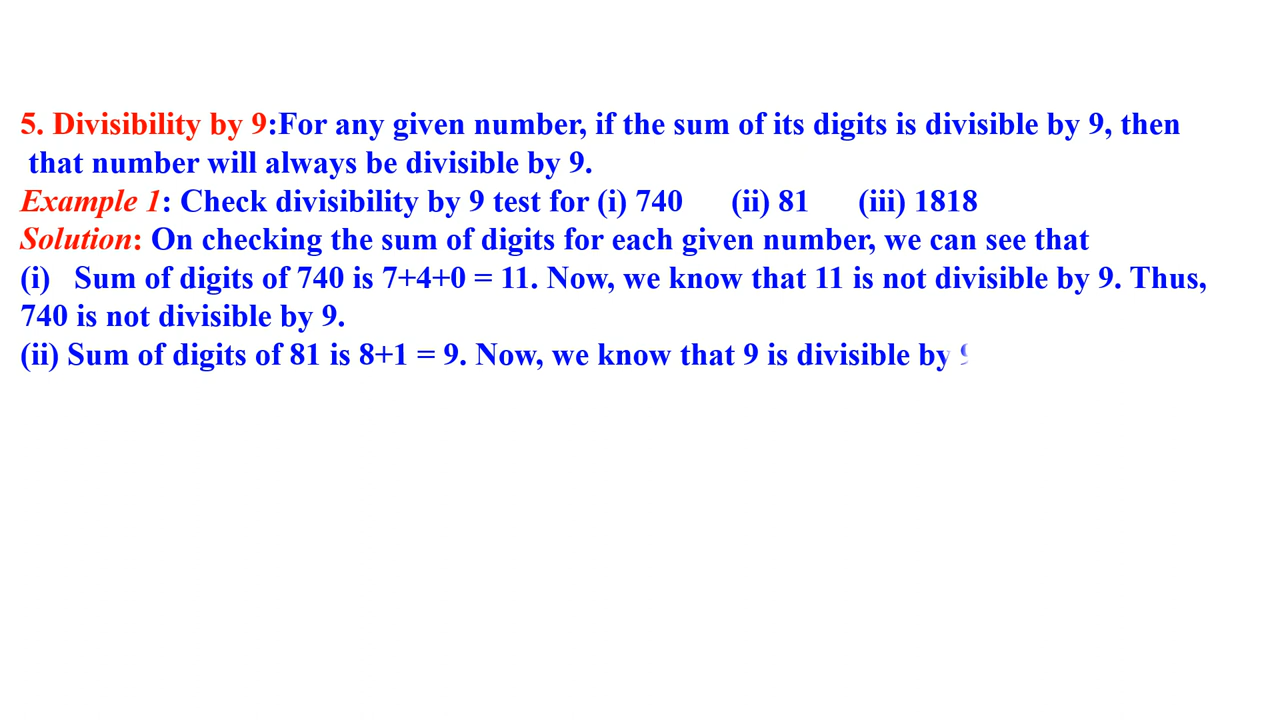 5. Divisibility by 9:For any given number, if the sum of its digits is divisible by 9, then
that number will always be divisible by 9.
Example 1: Check divisibility by 9 test for (i) 740 (ii) 81 (iii) 1818
Solution: On checking the sum of digits for each given number, we can see that
(i) Sum of digits of 740 is 7+4+0 = 11. Now, we know that 11 is not divisible by 9. Thus,
740 is not divisible by 9.
(ii) Sum of digits of 81 is 8+1 = 9. Now, we know that 9 is divisible by